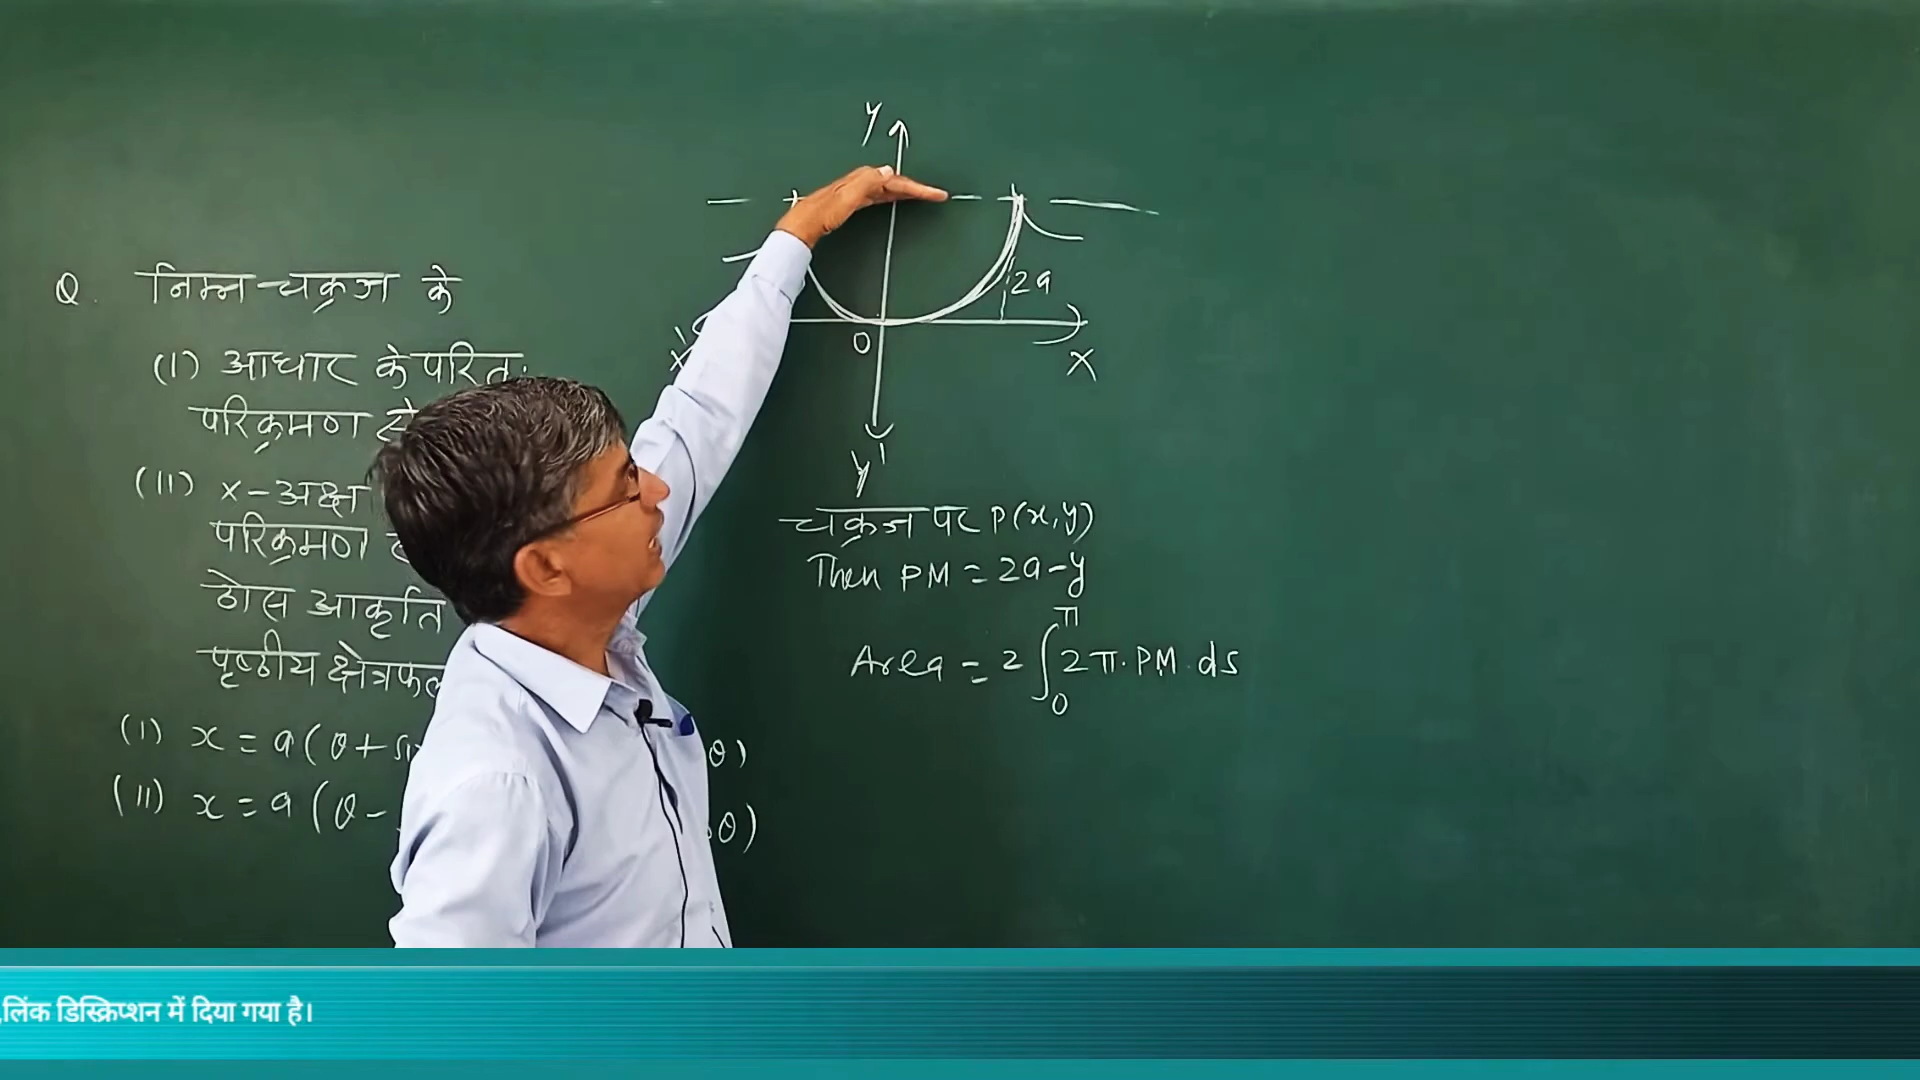 Q. निम्न चक्रज के
(I) आधार के परितः
परिक्रमण से
(II) x-अक्ष
परिक्रमण
ठोस आकृति
पृष्ठीय क्षेत्रफल
(I) x = a(θ+ θ)
(II) x = a(θ- θ)
y
2a
O
X' X
y'
चक्रज पर P(x,y)
Then PM = 2a-y
Area = 2∫₀^π 2π.PM.ds
,लिंक डिस्क्रिप्शन में दिया गया है।